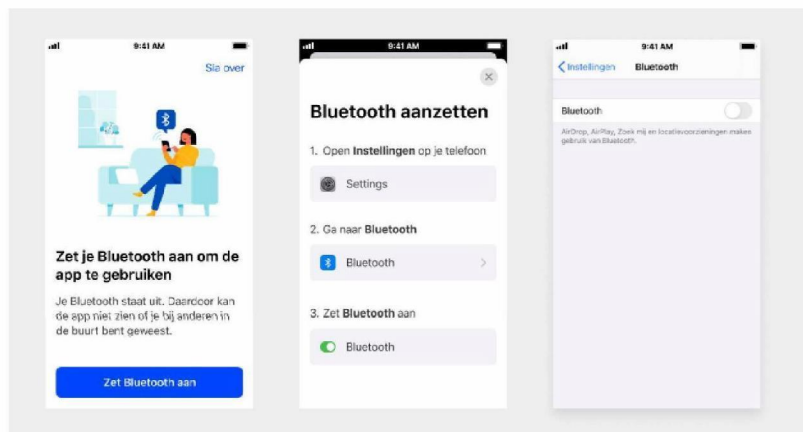 9:41 AM
Sla over
Zet je Bluetooth aan om de
app te gebruiken
Je Bluetooth staat uit. Daardoor kan
de app niet zien of je bij anderen in
de buurt bent geweest.
Zet Bluetooth aan
9:41 AM
Bluetooth aanzetten
1. Open Instellingen op je telefoon
Settings
2. Ga naar Bluetooth
Bluetooth
3. Zet Bluetooth aan
Bluetooth
9:41 AM
Instellingen Bluetooth
Bluetooth
AirDrop, AirPlay, Zoek mij en locatievoorzieningen maken
gebruik van Bluetooth.